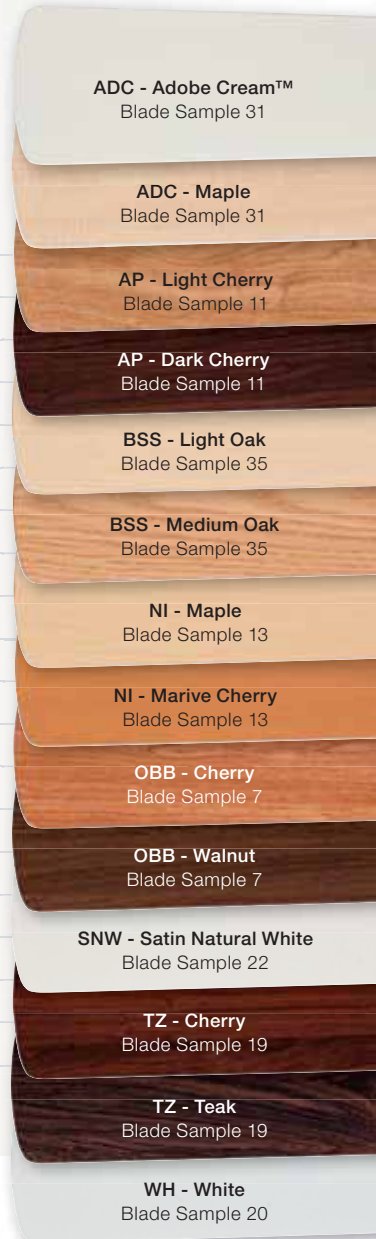 ADC - Adobe Cream™
Blade Sample 31
ADC - Maple
Blade Sample 31
AP - Light Cherry
Blade Sample 11
AP - Dark Cherry
Blade Sample 11
BSS - Light Oak
Blade Sample 35
BSS - Medium Oak
Blade Sample 35
NI - Maple
Blade Sample 13
NI - Marive Cherry
Blade Sample 13
OBB - Cherry
Blade Sample 7
OBB - Walnut
Blade Sample 7
SNW - Satin Natural White
Blade Sample 22
TZ - Cherry
Blade Sample 19
TZ - Teak
Blade Sample 19
WH - White
Blade Sample 20